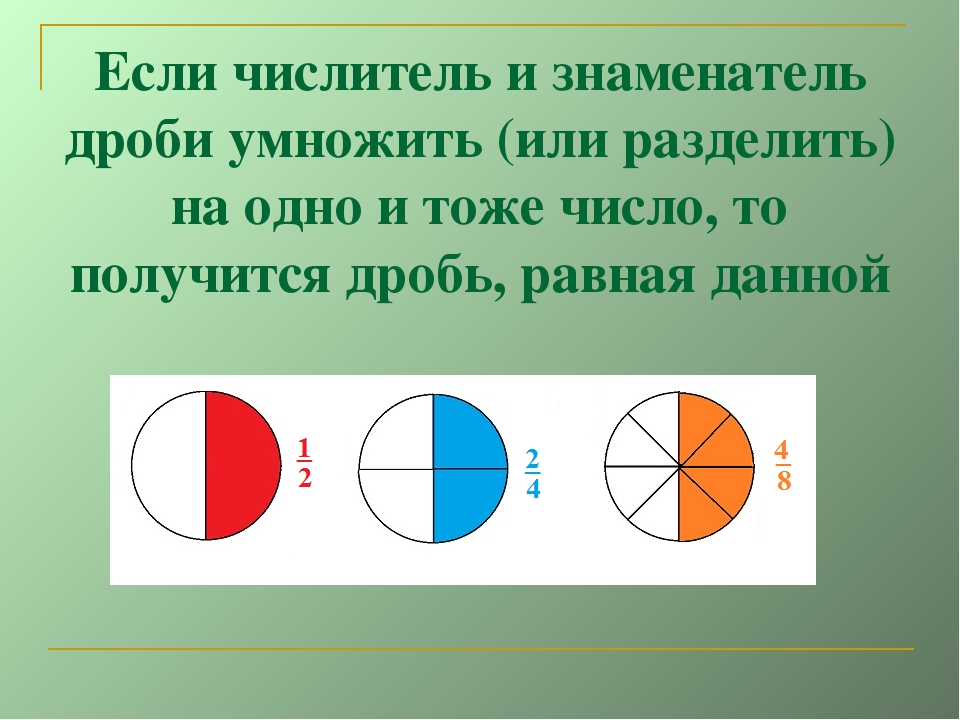 Если числитель и знаменатель
дроби умножить (или разделить)
на одно и тоже число, то
получится дробь, равная данной
1
2
2
4
4
8